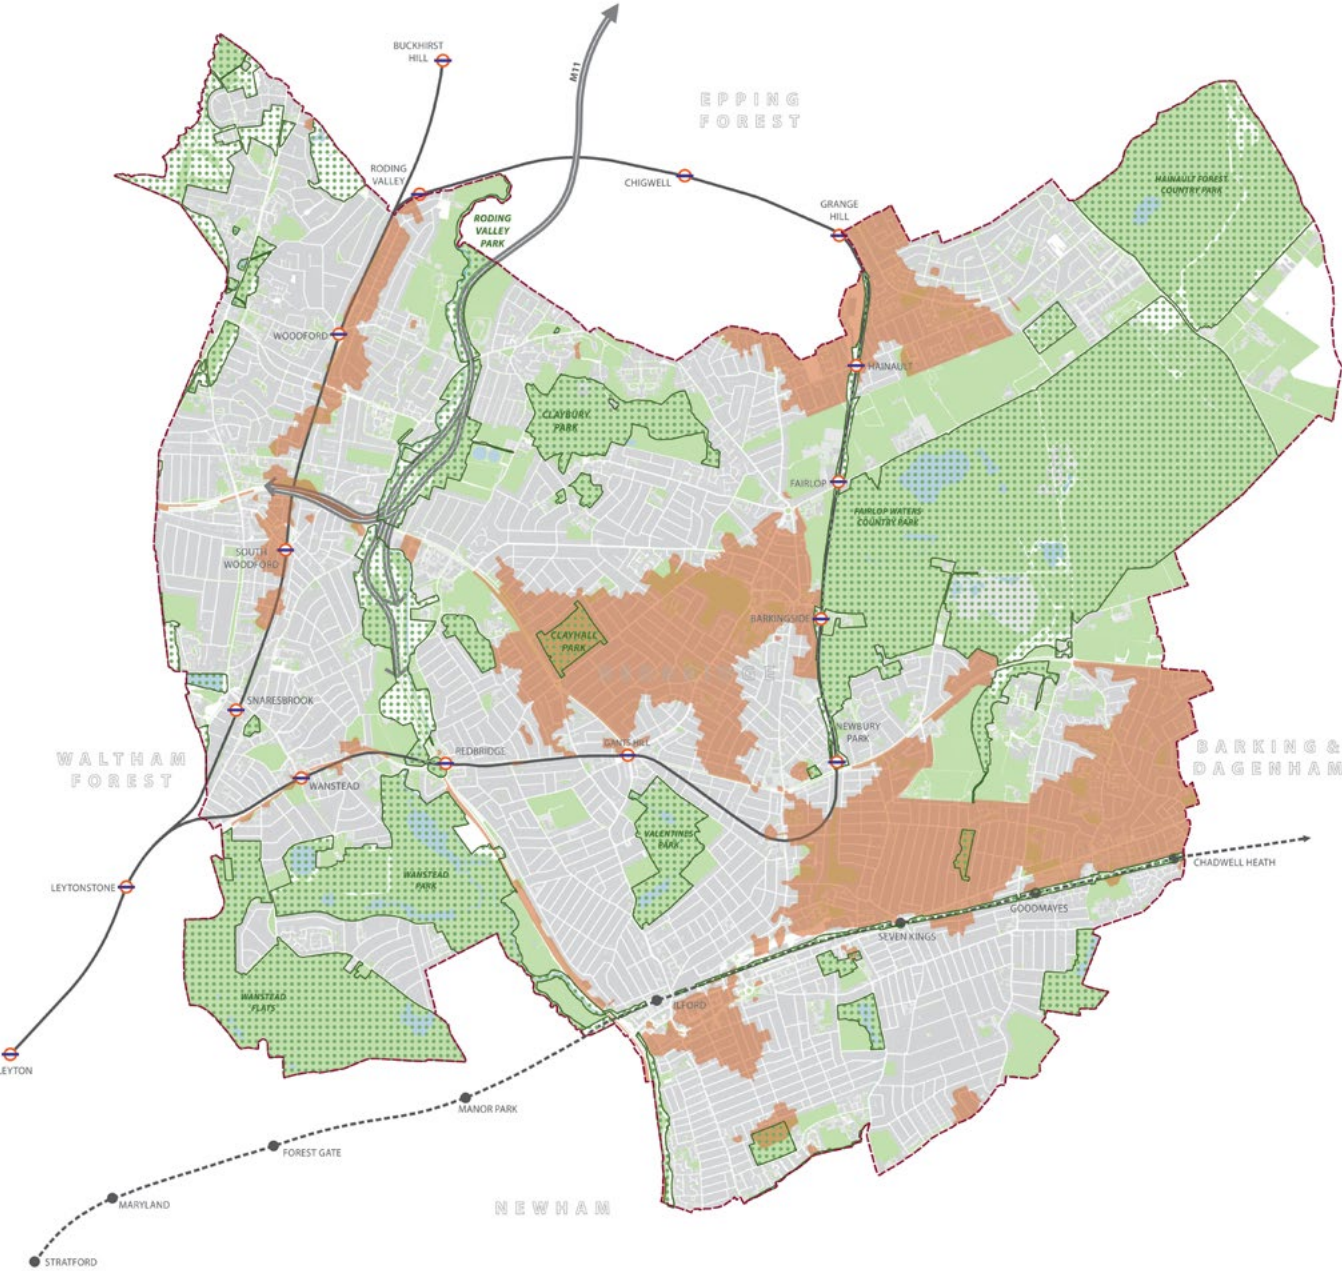 BUCKHIRST
HILL
M11
EPPING
FOREST
RODING
VALLEY
CHIGWELL
HAINAULT FOREST
COUNTRY PARK
GRANGE
HILL
RODING
VALLEY
PARK
WOODFORD
HAINAULT
CLAYBURY
PARK
FAIRLOP
FAIRLOP WATERS
COUNTRY PARK
SOUTH
WOODFORD
BARKINGSIDE
CLAYHALL
PARK
SNARESBROOK
NEWBURY
PARK
GANTS HILL
REDBRIDGE
WALTHAM
FOREST
BARKING &
DAGENHAM
WANSTEAD
VALENTINES
PARK
CHADWELL HEATH
WANSTEAD
PARK
LEYTONSTONE
GOODMAYES
SEVEN KINGS
WANSTEAD
FLATS
ILFORD
LEYTON
MANOR PARK
FOREST GATE
MARYLAND
NEWHAM
STRATFORD